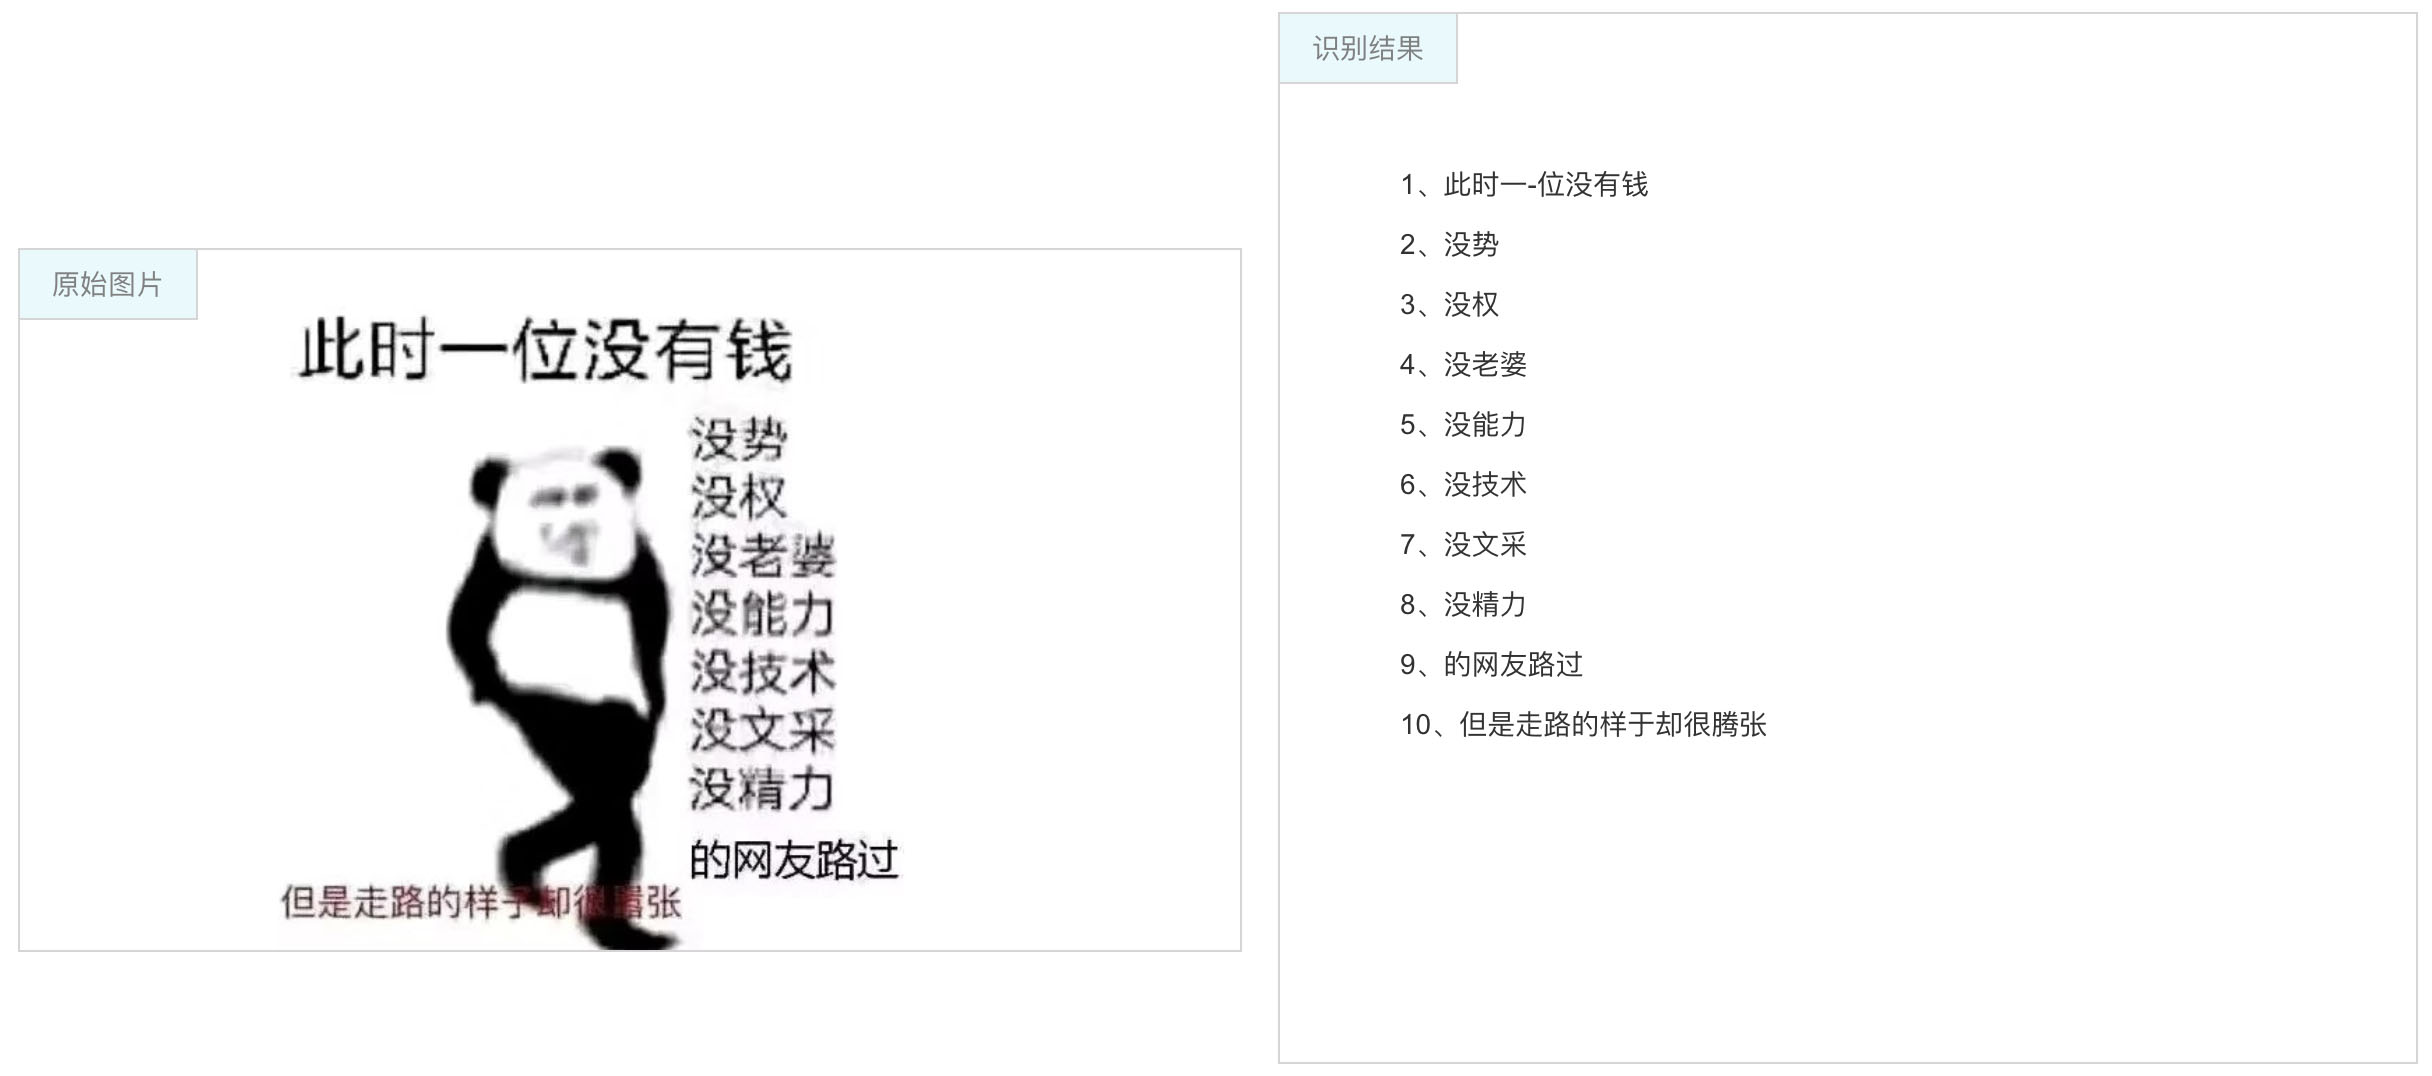 原始图片
此时一位没有钱
没势
没权
没老婆
没能力
没技术
没文采
没精力
的网友路过
但是走路的样子却很嚣张
识别结果
1、此时一-位没有钱
2、没势
3、没权
4、没老婆
5、没能力
6、没技术
7、没文采
8、没精力
9、的网友路过
10、但是走路的样于却很腾张